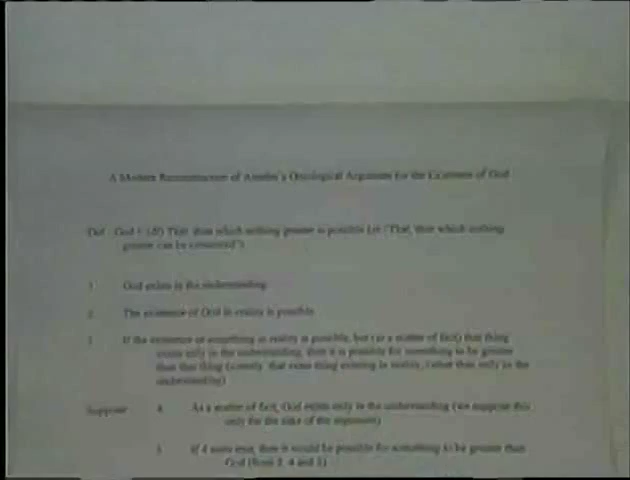 A Modern Reconstruction of Anselm's Ontological Argument for the Existence of God
Def God (=df) That, than which nothing greater is possible (or "That, than which nothing
greater can be conceived").
1. God exists in the understanding.
2. The existence of God in reality is possible.
3. If the existence of something in reality is possible, but (as a matter of fact) that thing
exists only in the understanding, then it is possible for something to be greater
than that thing (namely, that same thing existing in reality, rather than only in the
understanding)
Suppose 4. As a matter of fact, God exists only in the understanding (we suppose this
only for the sake of the argument)
5. If 4 were true, then it would be possible for something to be greater than
God (from 2, 4 and 3)